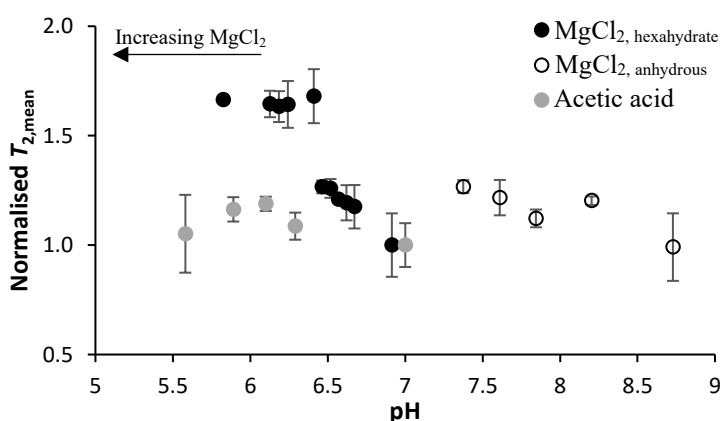 2.0
1.5
1.0
0.5
Normalised T2,mean
Increasing MgCl2
MgCl2, hexahydrate
MgCl2, anhydrous
Acetic acid
5 5.5 6 6.5 7 7.5 8 8.5 9
pH